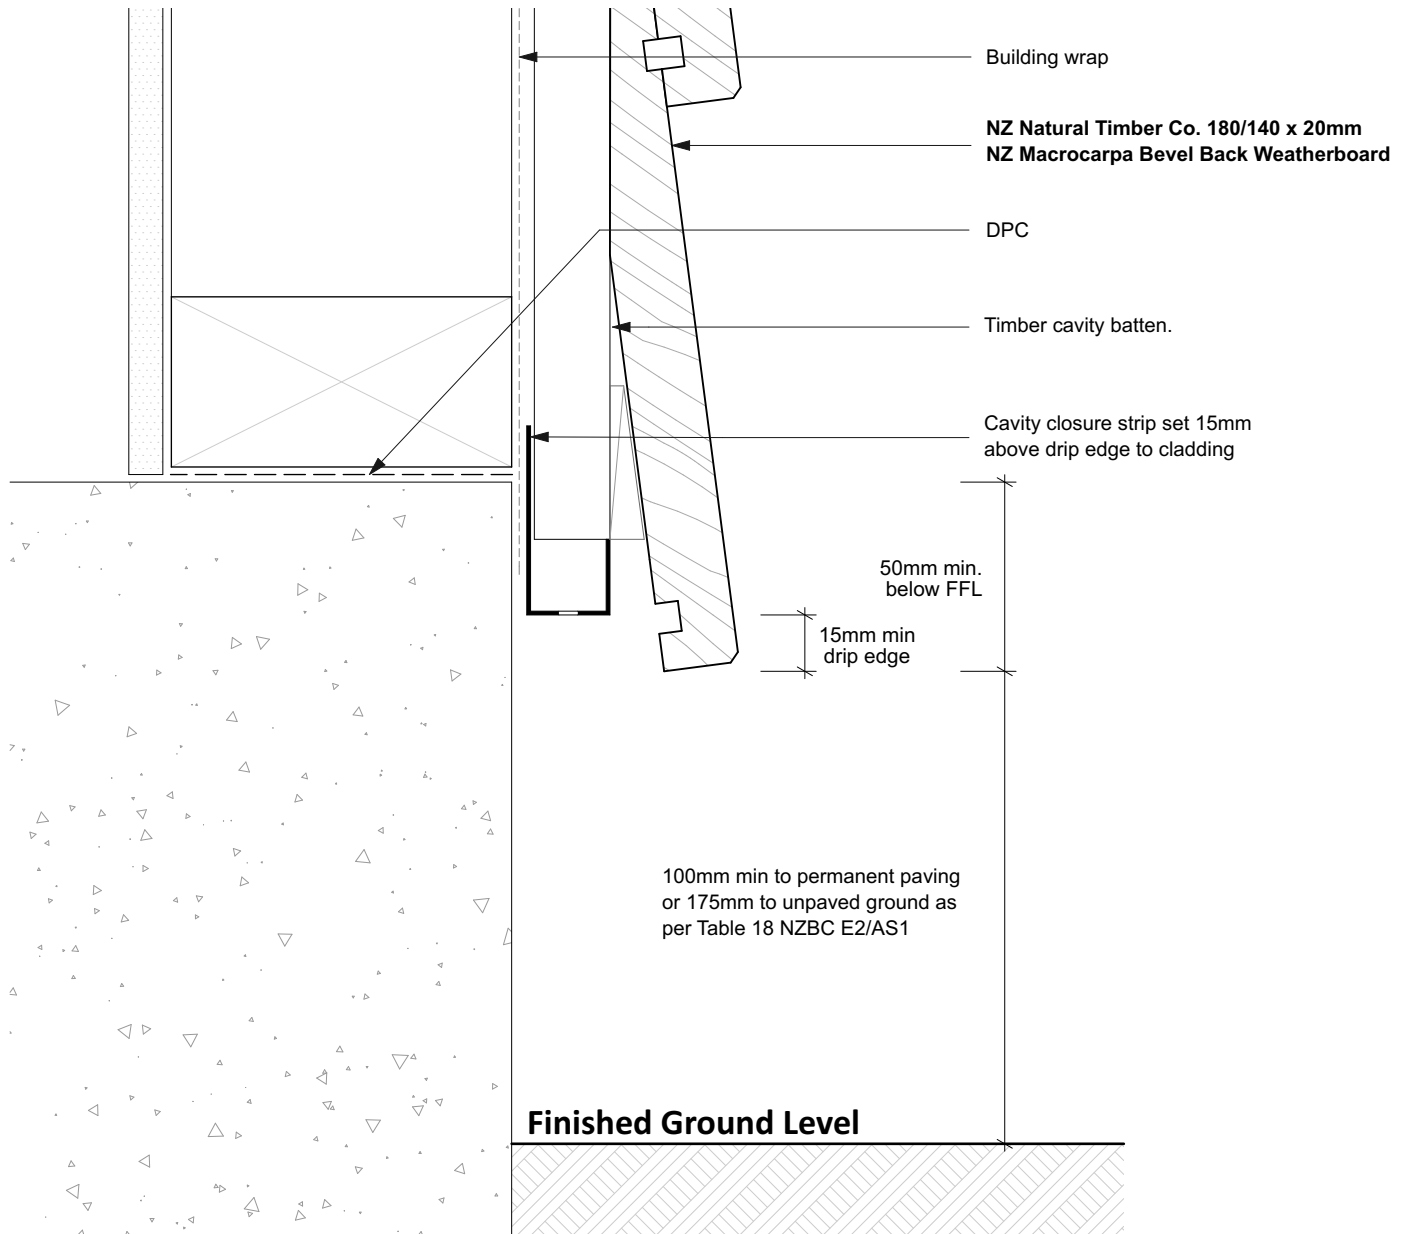 Building wrap
NZ Natural Timber Co. 180/140 x 20mm
NZ Macrocarpa Bevel Back Weatherboard
DPC
Timber cavity batten.
Cavity closure strip set 15mm
above drip edge to cladding
50mm min.
below FFL
15mm min
drip edge
100mm min to permanent paving
or 175mm to unpaved ground as
per Table 18 NZBC E2/AS1
Finished Ground Level